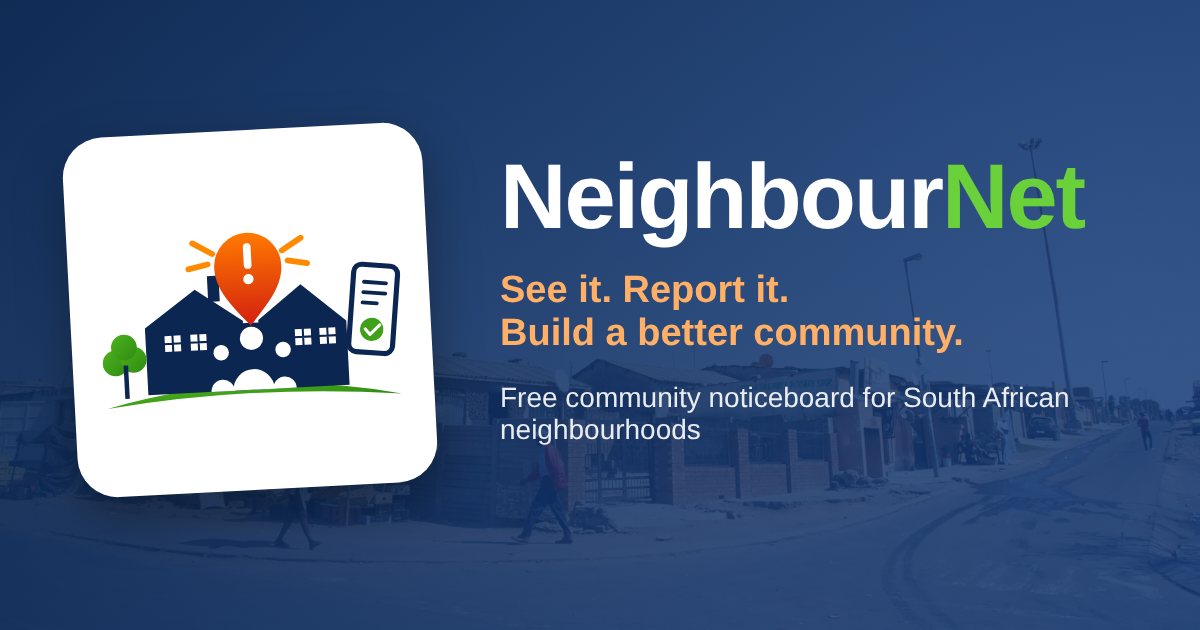 NeighbourNet
See it. Report it.
Build a better community.
Free community noticeboard for South African
neighbourhoods